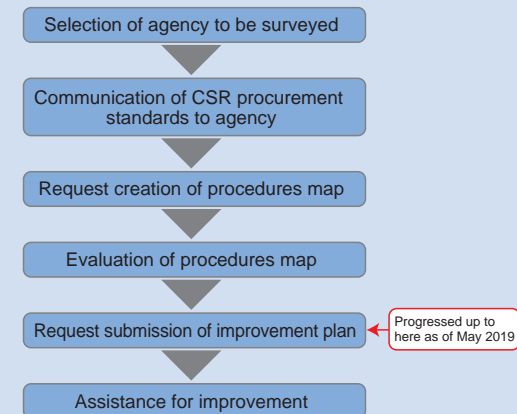 Selection of agency to be surveyed
Communication of CSR procurement
standards to agency
Request creation of procedures map
Evaluation of procedures map
Request submission of improvement plan
Progressed up to
here as of May 2019
Assistance for improvement